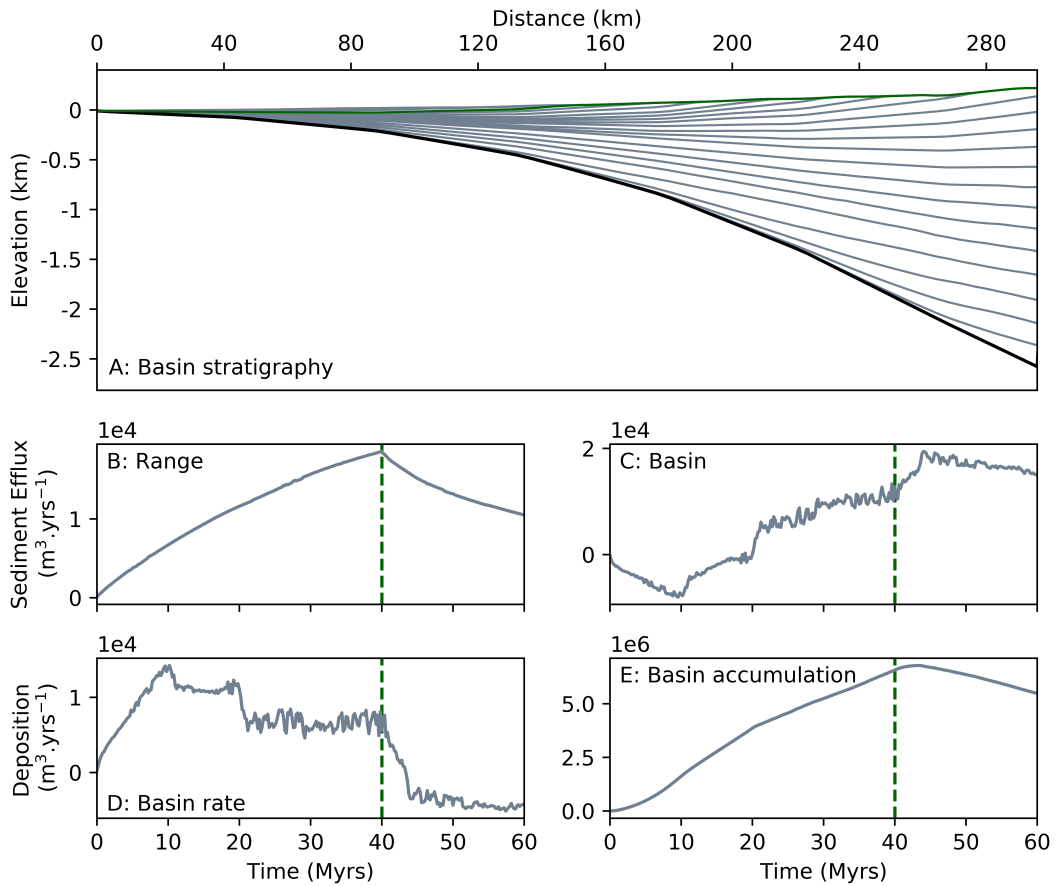 Distance (km)
0 40 80 120 160 200 240 280
0
-0.5
-1
-1.5
-2
-2.5
Elevation (km)
A: Basin stratigraphy
1e4
B: Range
1
0
Sediment Efflux
(m³.yrs⁻¹)
1e4
C: Basin
2
0
1e4
1
0
Deposition
(m³.yrs⁻¹)
D: Basin rate
0 10 20 30 40 50 60
Time (Myrs)
1e6
E: Basin accumulation
5.0
2.5
0.0
0 10 20 30 40 50 60
Time (Myrs)